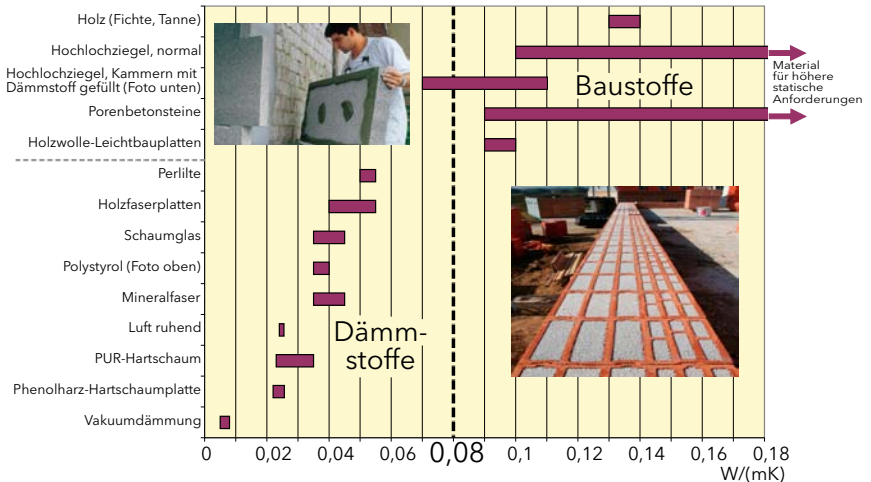 Holz (Fichte, Tanne)
Hochlochziegel, normal
Hochlochziegel, Kammern mit
Dämmstoff gefüllt (Foto unten)
Porenbetonsteine
Holzwolle-Leichtbauplatten
Perlilte
Holzfaserplatten
Schaumglas
Polystyrol (Foto oben)
Mineralfaser
Luft ruhend
PUR-Hartschaum
Phenolharz-Hartschaumplatte
Vakuumdämmung
Baustoffe
Material
für höhere
statische
Anforderungen
Dämm-
stoffe
0 0,02 0,04 0,06 0,08 0,1 0,12 0,14 0,16 0,18
W/(mK)